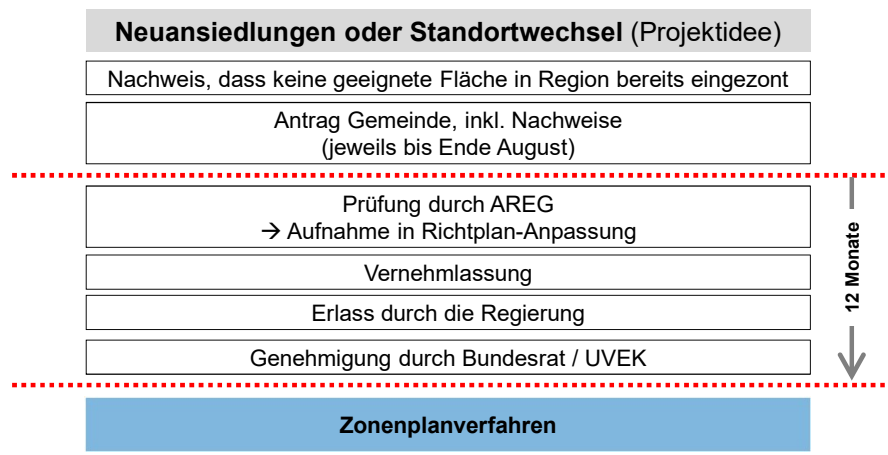 Neuansiedlungen oder Standortwechsel (Projektidee)
Nachweis, dass keine geeignete Fläche in Region bereits eingezont
Antrag Gemeinde, inkl. Nachweise
(jeweils bis Ende August)
Prüfung durch AREG
→ Aufnahme in Richtplan-Anpassung
Vernehmlassung
Erlass durch die Regierung
Genehmigung durch Bundesrat / UVEK
12 Monate
Zonenplanverfahren